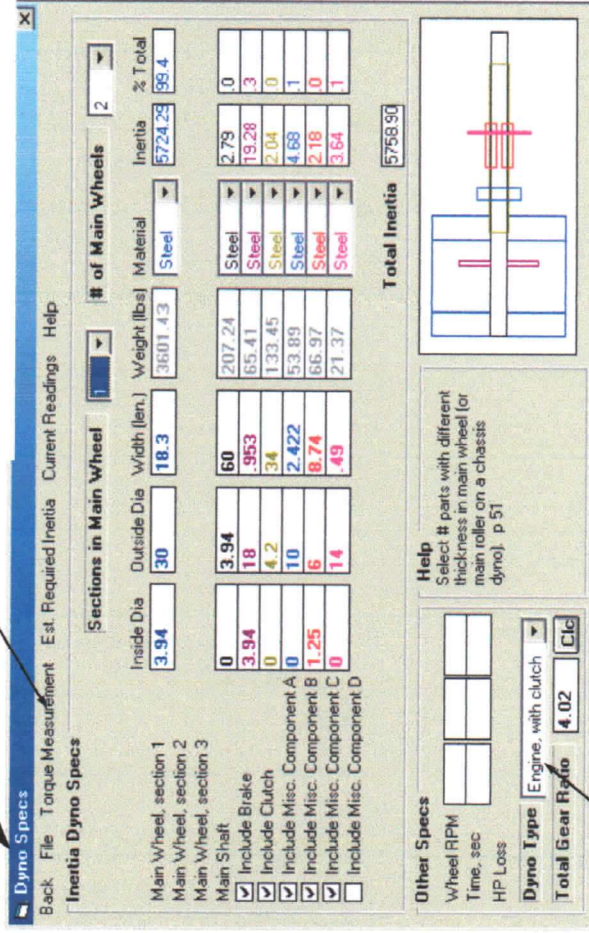 Dyno Specs
Back File Torque Measurement Est. Required Inertia Current Readings Help
Inertia Dyno Specs
Sections in Main Wheel 1 # of Main Wheels 2
Inside Dia Outside Dia Width (len.) Weight (lbs) Material Inertia % Total
Main Wheel, section 1 3.94 30 18.3 3601.43 Steel 5724.29 99.4
Main Wheel, section 2
Main Wheel, section 3
Main Shaft 0 3.94 60 207.24 Steel 2.79 .0
Include Brake 3.94 18 .953 65.41 Steel 19.28 .3
Include Clutch 0 4.2 34 133.45 Steel 2.04 .0
Include Misc. Component A 0 10 2.422 53.89 Steel 4.68 .1
Include Misc. Component B 1.25 6 8.74 66.97 Steel 2.18 .0
Include Misc. Component C 0 14 .49 21.37 Steel 3.64 .1
Include Misc. Component D
Total Inertia 5758.90
Other Specs
Wheel RPM
Time, sec
HP Loss
Dyno Type Engine, with clutch
Total Gear Ratio 4.02 Clc
Help
Select # parts with different
thickness in main wheel (or
main roller on a chassis
dyno). p 51